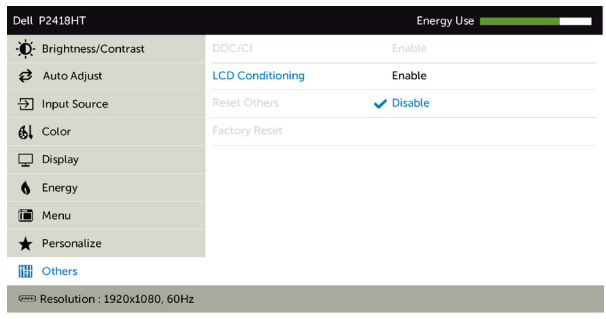 Dell P2418HT Energy Use
Brightness/Contrast DDC/CI Enable
Auto Adjust LCD Conditioning Enable
Input Source Reset Others Disable
Color Factory Reset
Display
Energy
Menu
Personalize
Others
Resolution : 1920x1080, 60Hz